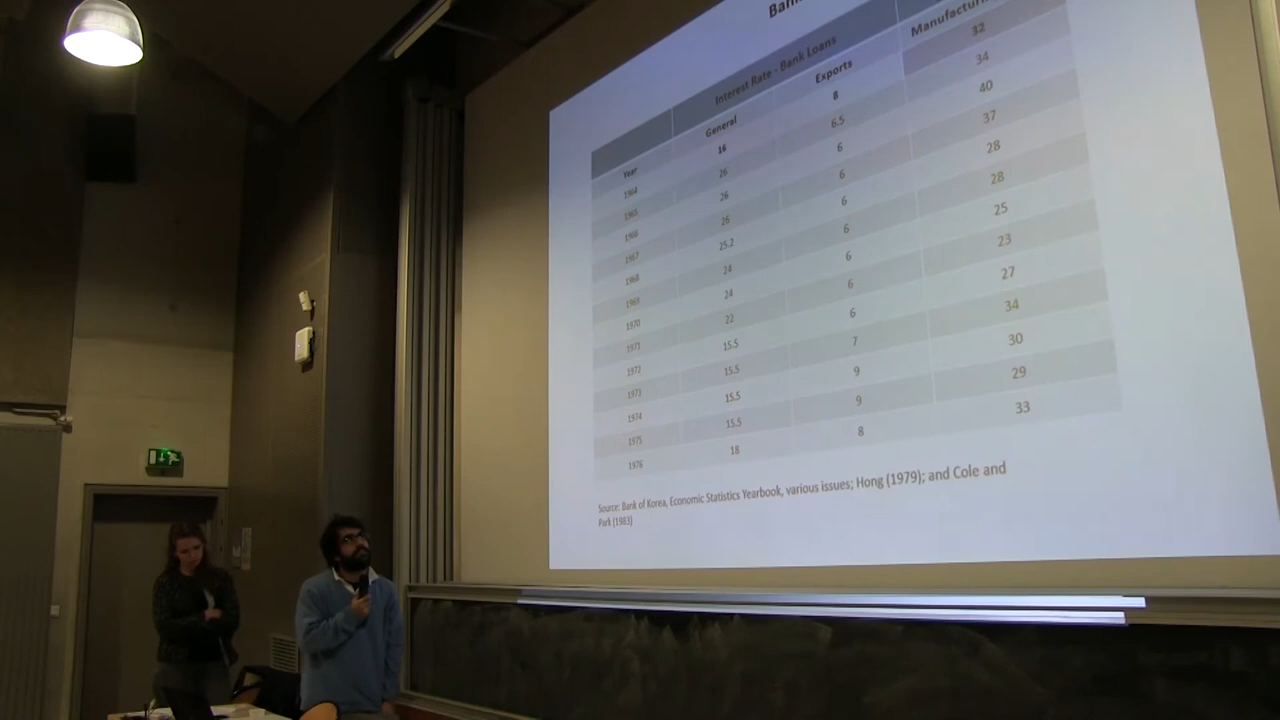 Interest Rate - Bank Loans
Year General Exports Manufacturin
1964 16 8 32
1965 26 6.5 34
1966 26 6 40
1967 26 6 37
1968 25.2 6 28
1969 24 6 28
1970 24 6 25
1971 22 6 23
1972 15.5 6 27
1973 15.5 7 34
1974 15.5 9 30
1975 15.5 9 29
1976 18 8 33
Source: Bank of Korea, Economic Statistics Yearbook, various issues; Hong (1979); and Cole and
Park (1983)